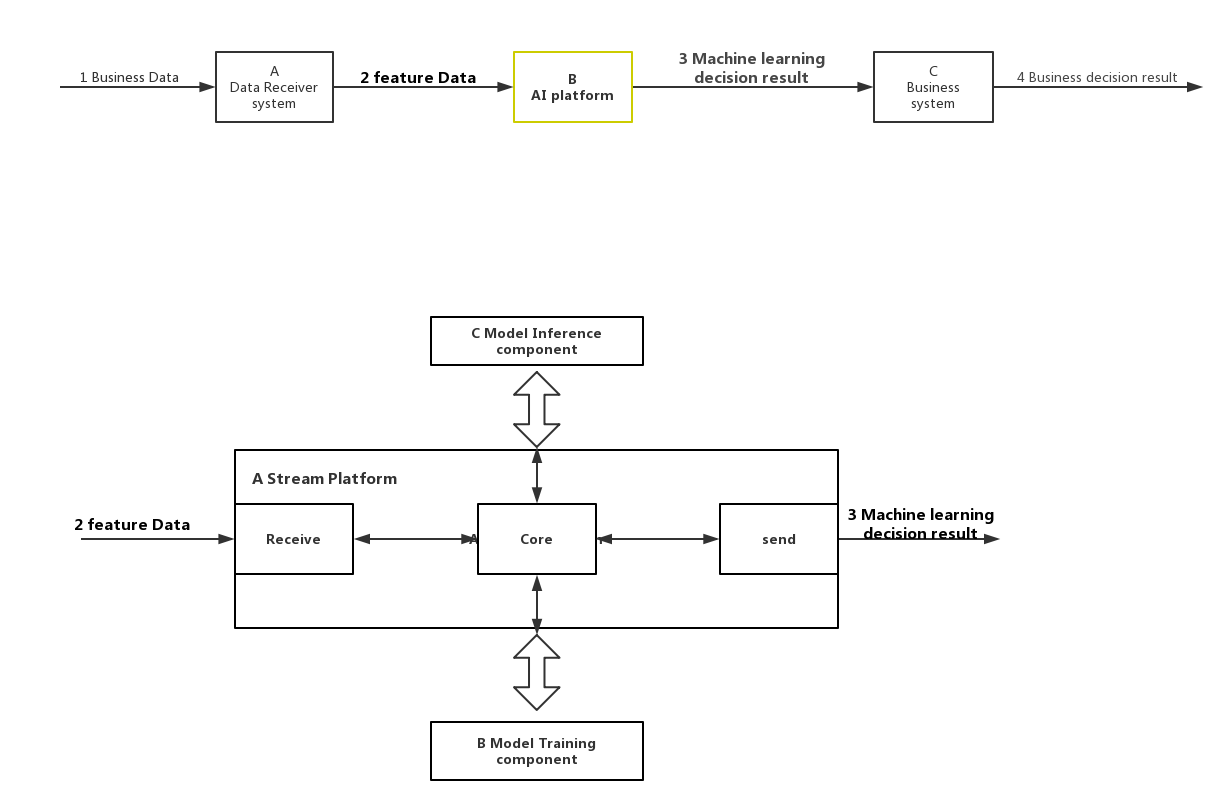 1 Business Data
A
Data Receiver
system
2 feature Data
B
AI platform
3 Machine learning
decision result
C
Business
system
4 Business decision result
C Model Inference
component
A Stream Platform
2 feature Data
Receive
Core
send
3 Machine learning
decision result
B Model Training
component